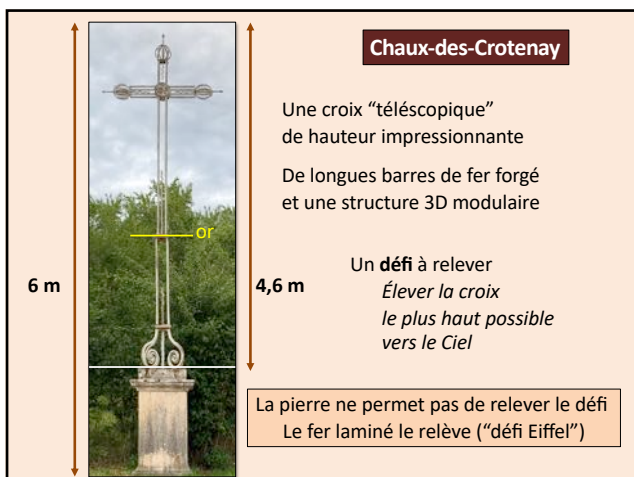 Chaux-des-Crotenay
Une croix “téléscopique”
de hauteur impressionnante
De longues barres de fer forgé
et une structure 3D modulaire
or
6 m
4,6 m
Un défi à relever
Élever la croix
le plus haut possible
vers le Ciel
La pierre ne permet pas de relever le défi
Le fer laminé le relève (“défi Eiffel”)